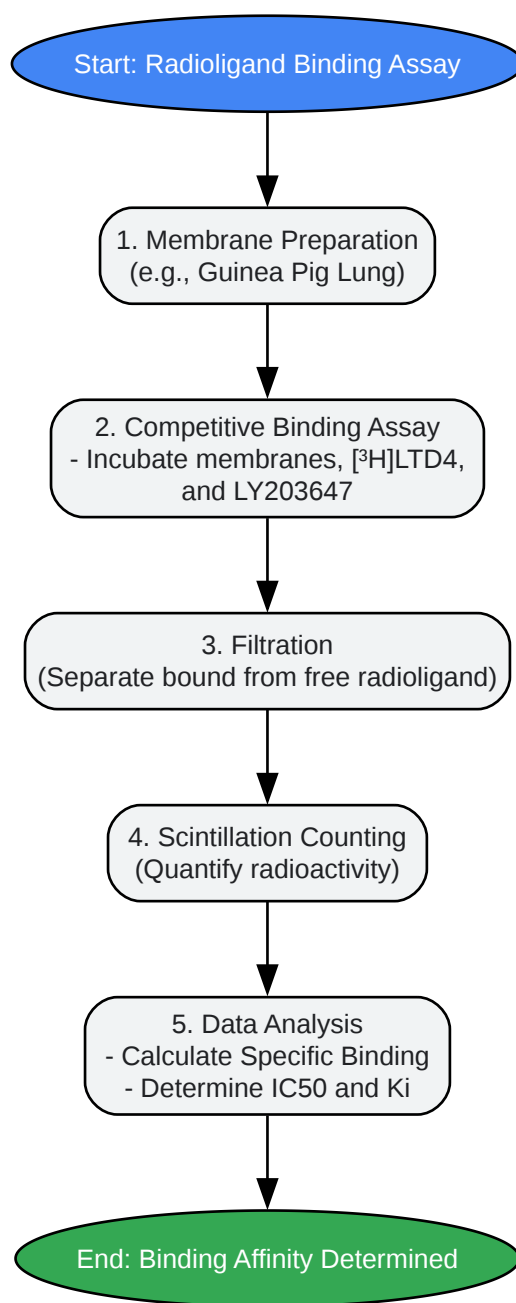 Start: Radioligand Binding Assay
1. Membrane Preparation
(e.g., Guinea Pig Lung)
2. Competitive Binding Assay
- Incubate membranes, [³H]LTD4,
and LY203647
3. Filtration
(Separate bound from free radioligand)
4. Scintillation Counting
(Quantify radioactivity)
5. Data Analysis
- Calculate Specific Binding
- Determine IC50 and Ki
End: Binding Affinity Determined